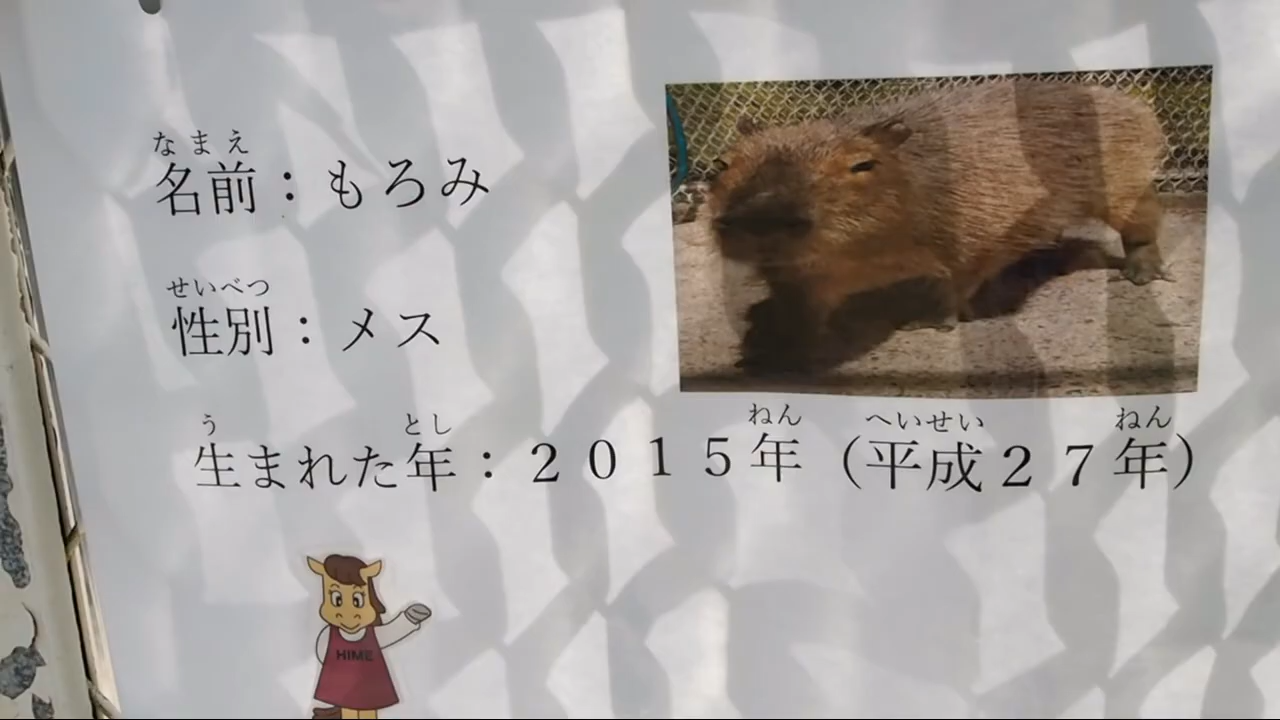 なまえ
名前：もろみ
せいべつ
性別：メス
う とし ねん へいせい ねん
生まれた年：２０１５年（平成２７年）
HIME